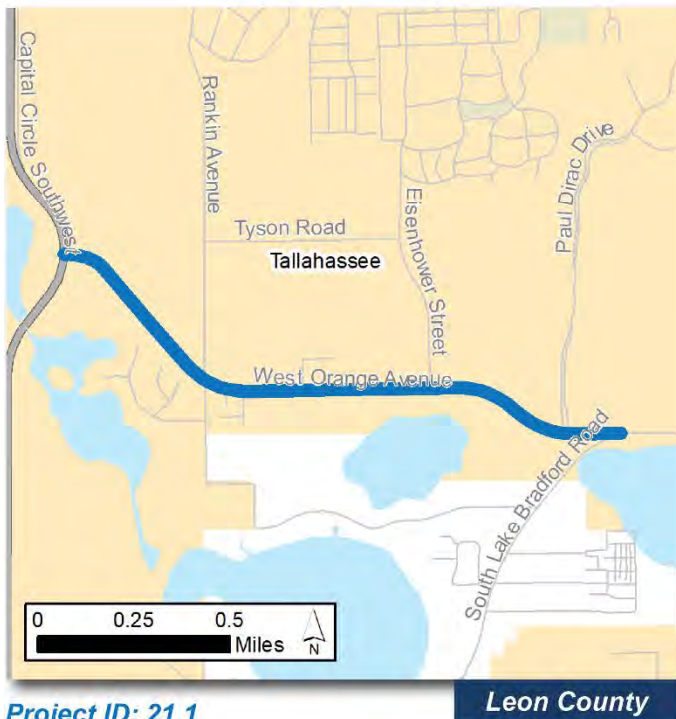 Capital Circle Southwest
Rankin Avenue
Paul Dirac Drive
Eisenhower Street
Tyson Road
Tallahassee
West Orange Avenue
South Lake Bradford Road
0 0.25 0.5
Miles
N
Project ID: 21.1
Leon County